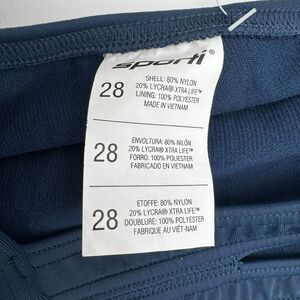 sporti
28
SHELL: 80% NYLON
20% LYCRA® XTRA LIFE™
LINING: 100% POLYESTER
MADE IN VIETNAM
28
ENVOLTURA: 80% NILÓN
20% LYCRA® XTRA LIFE™
FORRO: 100% POLIESTER
FABRICADO EN VIETNAM
28
ETOFFE: 80% NYLON
20% LYCRA® XTRA LIFE™
DOUBLURE: 100% POLYESTER
FABRIQUE AU VIÊT-NAM